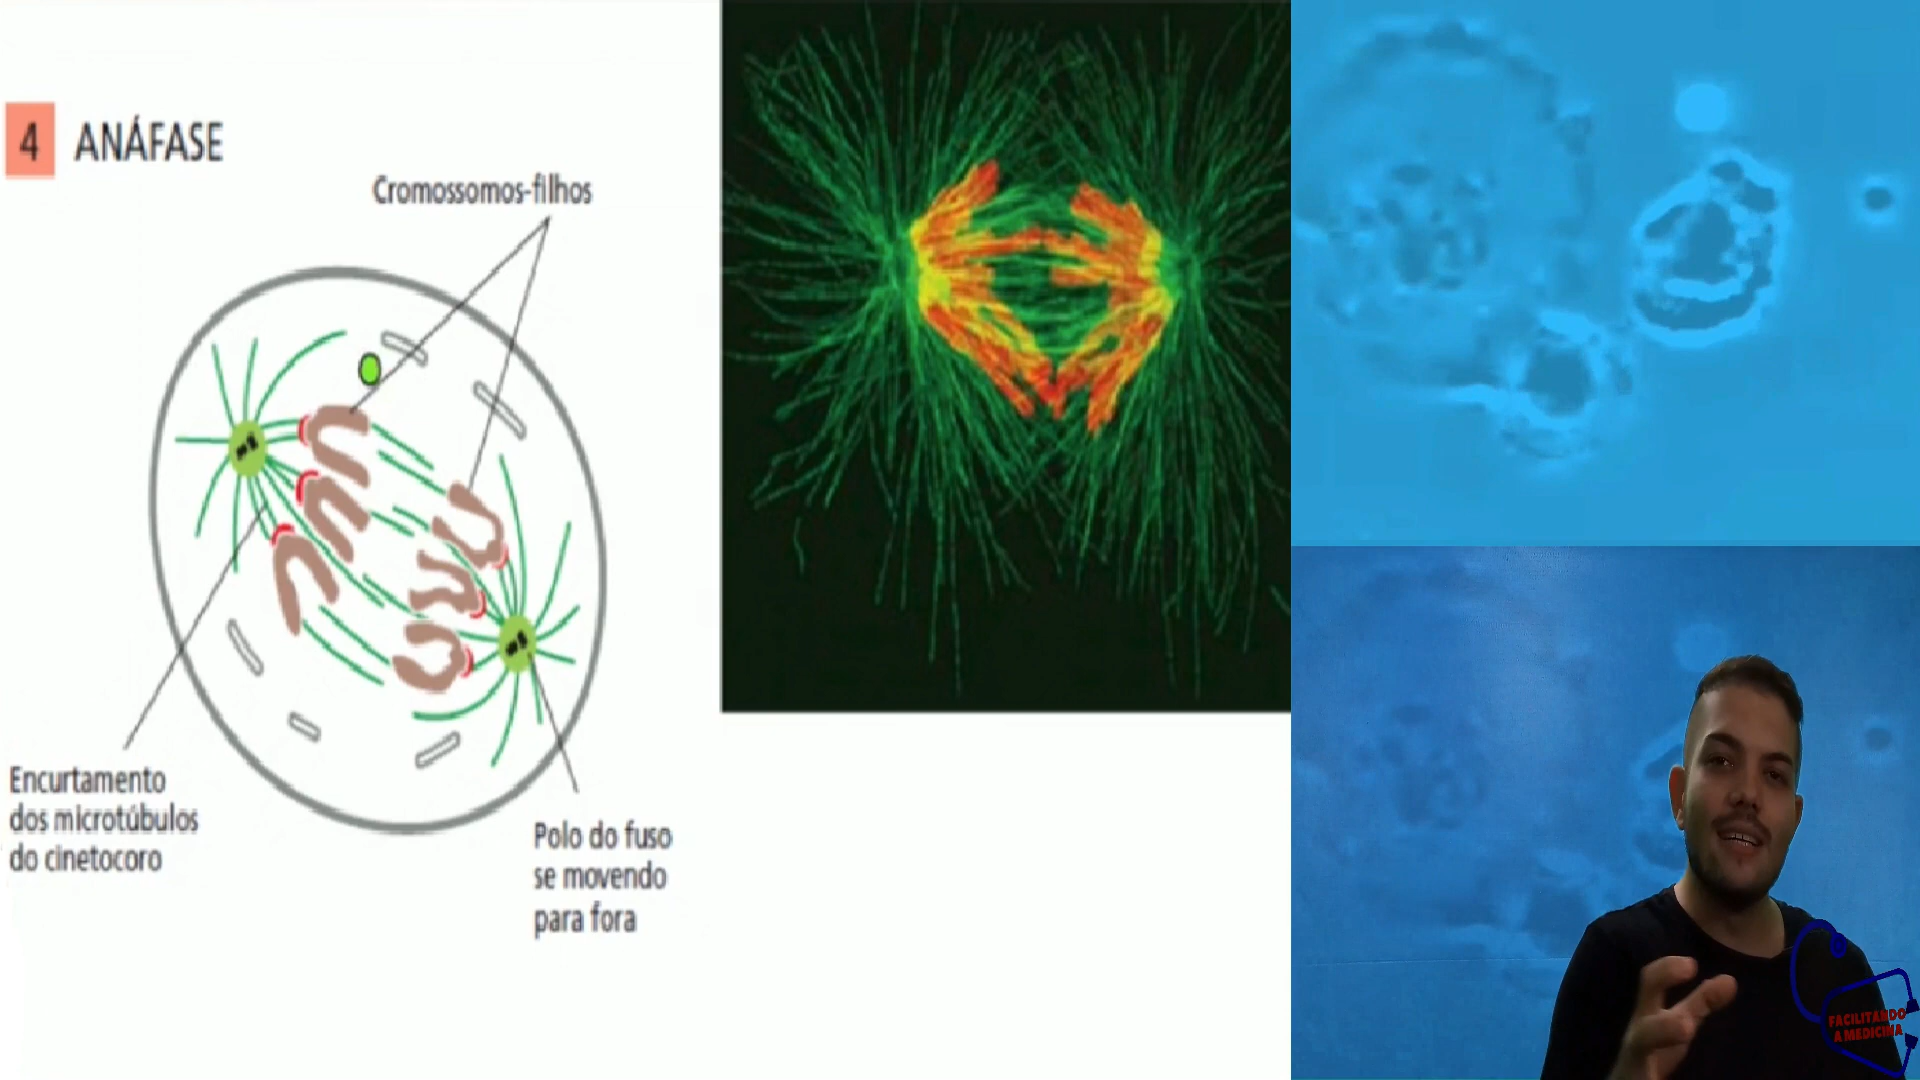 4 ANÁFASE
Cromossomos-filhos
Encurtamento
dos microtúbulos
do cinetocoro
Polo do fuso
se movendo
para fora
FACILITANDO
A MEDICINA